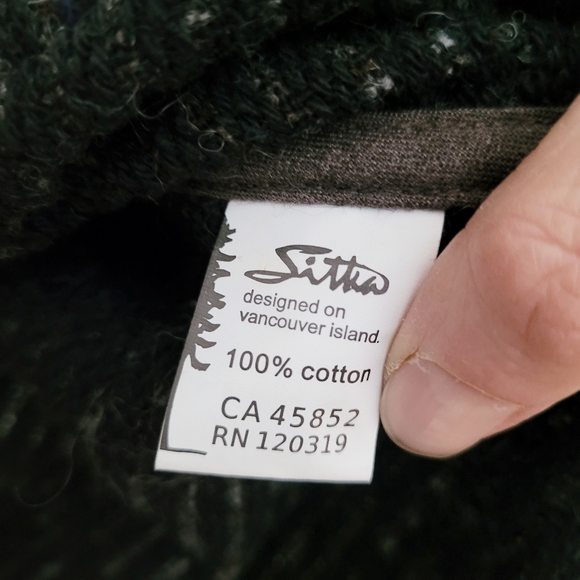 Sitka
designed on
vancouver island.
100% cotton
CA 45852
RN 120319